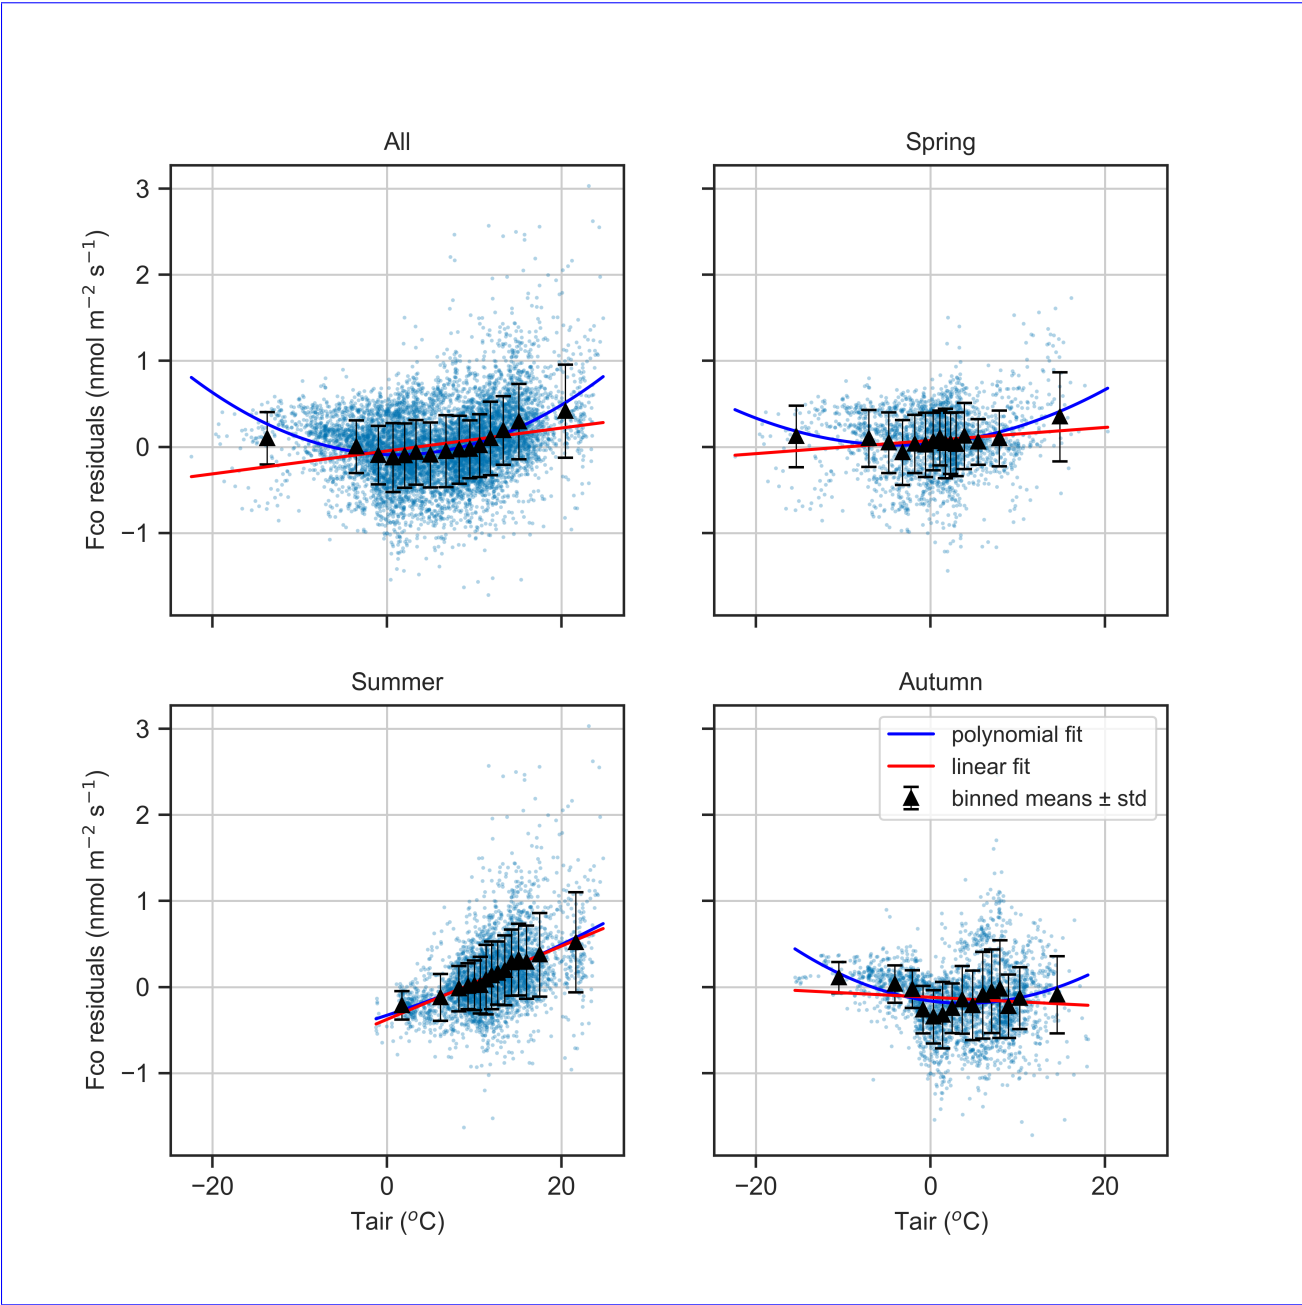 All
Spring
3
2
1
0
−1
Fco residuals (nmol m−2 s−1)
Summer
Autumn
3
2
1
0
−1
Fco residuals (nmol m−2 s−1)
polynomial fit
linear fit
binned means ± std
−20 0 20
−20 0 20
Tair (oC)
Tair (oC)